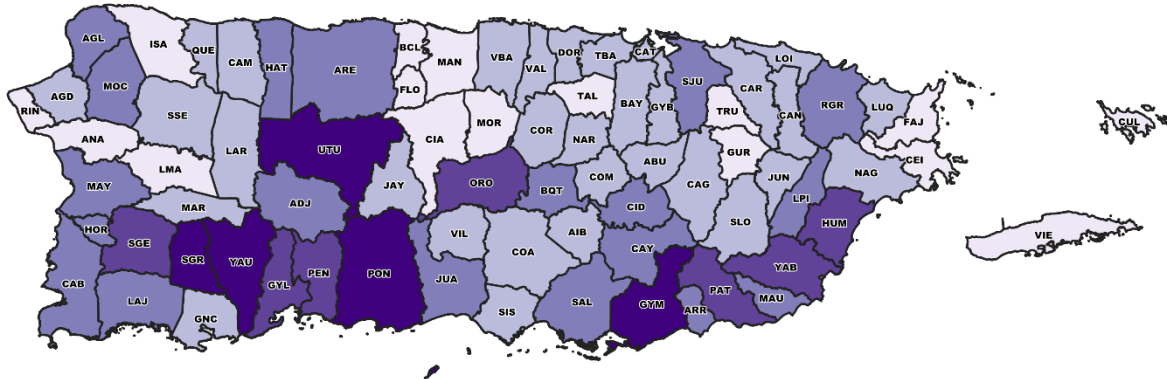 AGL
ISA
QUE
CAM
HAT
ARE
BCL
MAN
VBA
VAL
DOR
TBA
CAT
SJU
LOI
MOC
AGD
RIN
SSE
FLO
TAL
BAY
GYB
TRU
CAR
CAN
RGR
LUQ
FAJ
CUL
ANA
LMA
LAR
UTU
CIA
MOR
COR
NAR
ABU
GUR
CEI
MAY
MAR
ADJ
JAY
ORO
BQT
COM
CID
CAG
JUN
LPI
NAG
HOR
SGE
SGR
YAU
GYL
PEN
PON
VIL
COA
AIB
CAY
SLO
HUM
VIE
CAB
LAJ
GNC
JUA
SIS
SAL
GYM
ARR
PAT
MAU
YAB